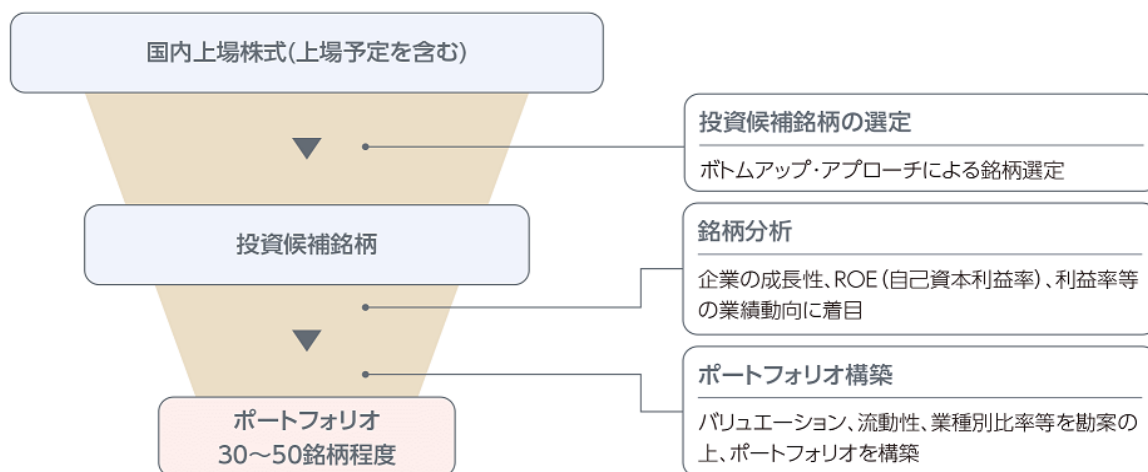 国内上場株式(上場予定を含む)
投資候補銘柄の選定
ボトムアップ・アプローチによる銘柄選定
投資候補銘柄
銘柄分析
企業の成長性、ROE(自己資本利益率)、利益率等
の業績動向に着目
ポートフォリオ構築
バリュエーション、流動性、業種別比率等を勘案の
上、ポートフォリオを構築
ポートフォリオ
30〜50銘柄程度